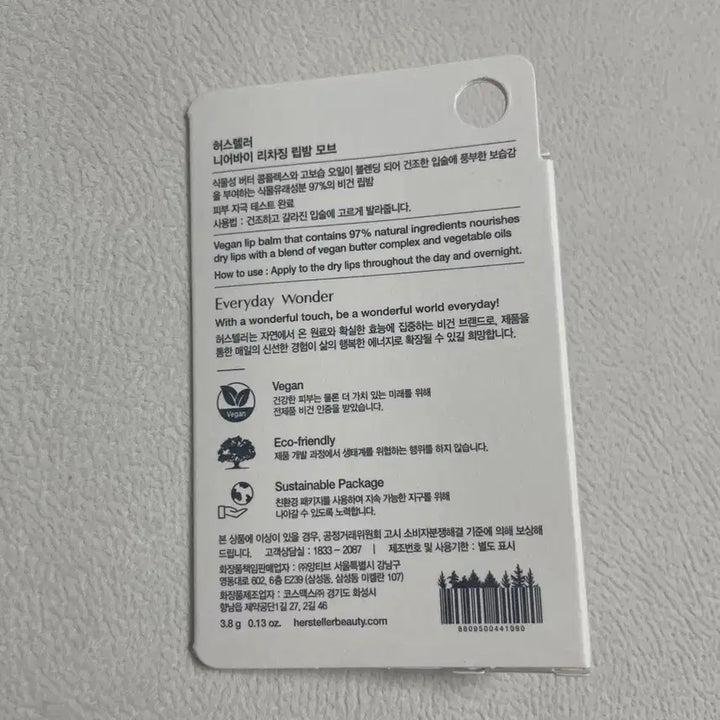 허스텔러
니어바이 리차징 립밤 모브
식물성 버터 콤플렉스와 고보습 오일이 블렌딩 되어 건조한 입술에 풍부한 보습감
을 부여하는 식물유래성분 97%의 비건 립밤
피부 자극 테스트 완료
사용법 : 건조하고 갈라진 입술에 고르게 발라줍니다.
Vegan lip balm that contains 97% natural ingredients nourishes
dry lips with a blend of vegan butter complex and vegetable oils
How to use : Apply to the dry lips throughout the day and overnight.
Everyday Wonder
With a wonderful touch, be a wonderful world everyday!
허스텔러는 자연에서 온 원료와 확실한 효능에 집중하는 비건 브랜드로, 제품을
통한 매일의 신선한 경험이 삶의 행복한 에너지로 확장될 수 있길 희망합니다.
Vegan
Vegan
건강한 피부는 물론 더 가치 있는 미래를 위해
전제품 비건 인증을 받았습니다.
Eco-friendly
제품 개발 과정에서 생태계를 위협하는 행위를 하지 않습니다.
Sustainable Package
친환경 패키지를 사용하여 지속 가능한 지구를 위해
나아갈 수 있도록 노력합니다.
본 상품에 이상이 있을 경우, 공정거래위원회 고시 소비자분쟁해결 기준에 의해 보상해
드립니다. 고객상담실 : 1833 - 2087 | 제조번호 및 사용기한 : 별도 표시
화장품책임판매업자 : ㈜앙티브 서울특별시 강남구
영동대로 602, 6층 E239 (삼성동, 삼성동 미켈란 107)
화장품제조업자 : 코스맥스㈜ 경기도 화성시
향남읍 제약공단1길 27, 2길 46
3.8 g 0.13 oz. herstellerbeauty.com
8809500441090